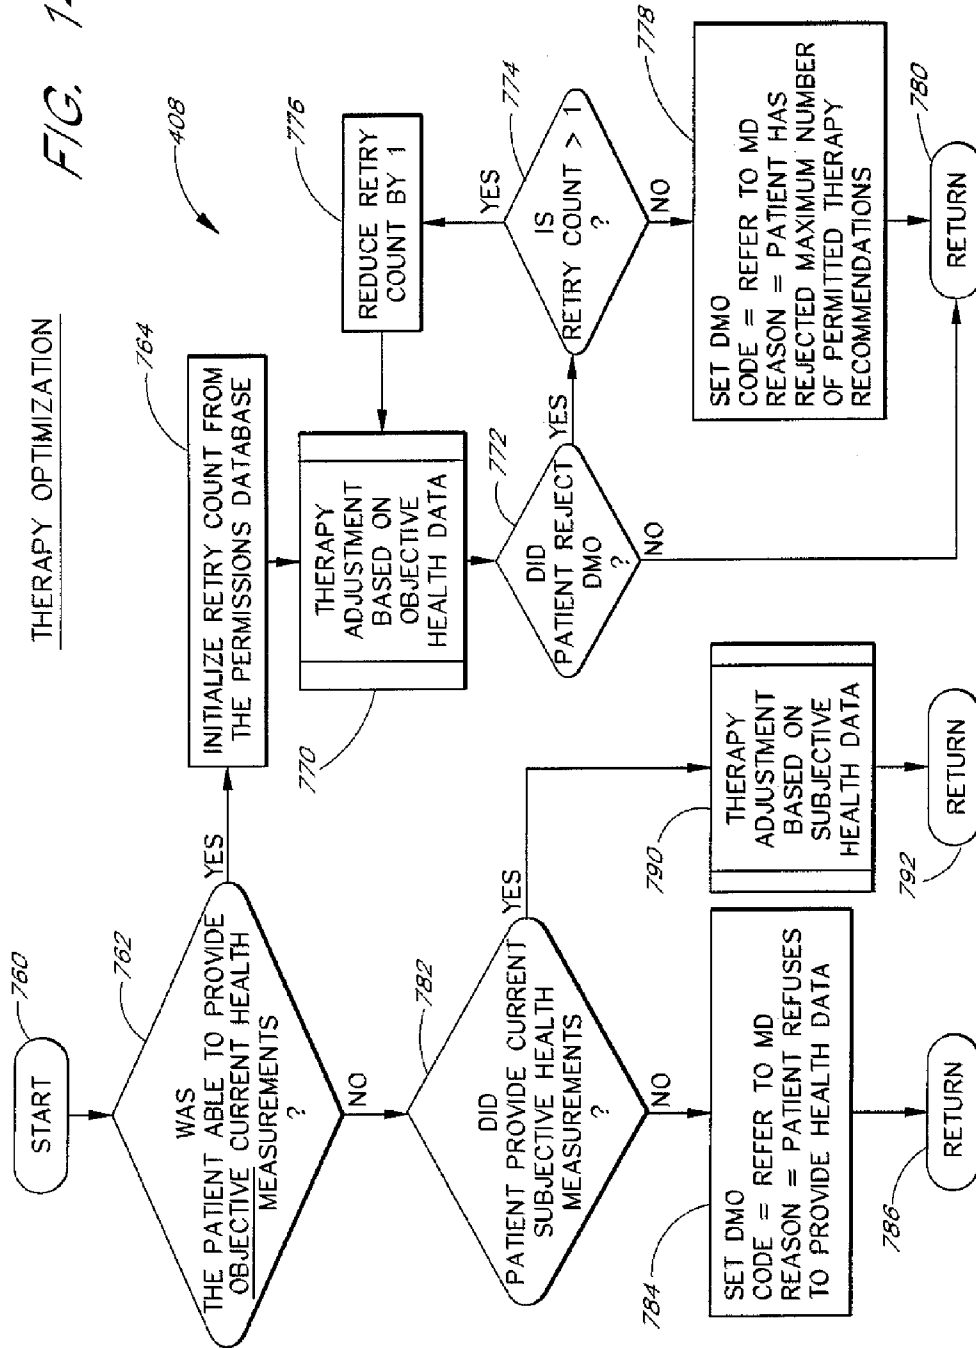 THERAPY OPTIMIZATION
FIG.
408
START
760
WAS
THE PATIENT ABLE TO PROVIDE
OBJECTIVE CURRENT HEALTH
MEASUREMENTS
?
762
YES
NO
INITIALIZE RETRY COUNT FROM
THE PERMISSIONS DATABASE
764
THERAPY
ADJUSTMENT
BASED ON
OBJECTIVE
HEALTH DATA
770
REDUCE RETRY
COUNT BY 1
776
DID
PATIENT REJECT
DMO
?
772
YES
NO
IS
RETRY COUNT > 1
?
774
YES
NO
SET DMO
CODE = REFER TO MD
REASON = PATIENT HAS
REJECTED MAXIMUM NUMBER
OF PERMITTED THERAPY
RECOMMENDATIONS
778
RETURN
780
DID
PATIENT PROVIDE CURRENT
SUBJECTIVE HEALTH
MEASUREMENTS
?
782
YES
NO
THERAPY
ADJUSTMENT
BASED ON
SUBJECTIVE
HEALTH DATA
790
RETURN
792
SET DMO
CODE = REFER TO MD
REASON = PATIENT REFUSES
TO PROVIDE HEALTH DATA
784
RETURN
786